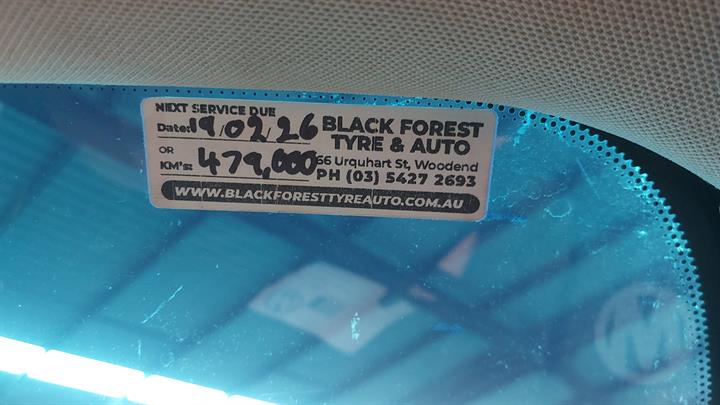 NEXT SERVICE DUE
Date: 19/02/26
OR
KM's: 479,000
BLACK FOREST
TYRE & AUTO
66 Urquhart St, Woodend
PH (03) 5427 2693
WWW.BLACKFORESTTYREAUTO.COM.AU
M